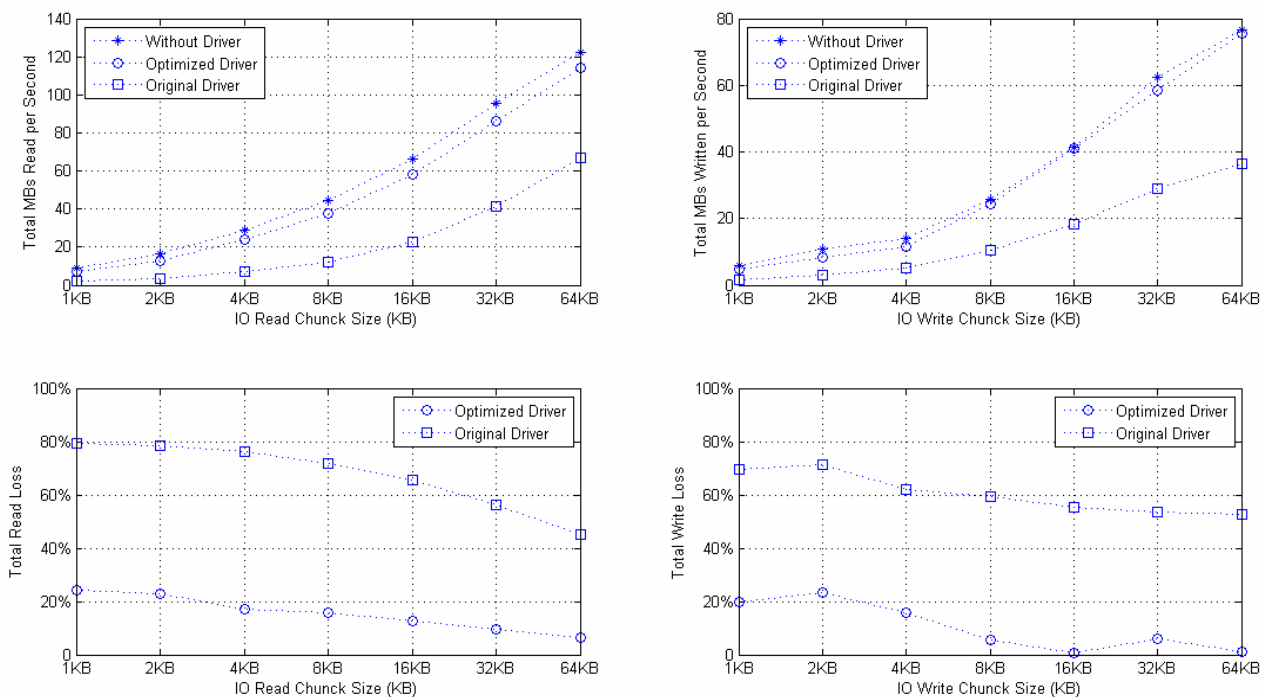 140
120
100
80
60
40
20
0
Total MBs Read per Second
Without Driver
Optimized Driver
Original Driver
1KB 2KB 4KB 8KB 16KB 32KB 64KB
IO Read Chunck Size (KB)
80
60
40
20
0
Total MBs Written per Second
Without Driver
Optimized Driver
Original Driver
1KB 2KB 4KB 8KB 16KB 32KB 64KB
IO Write Chunck Size (KB)
100%
80%
60%
40%
20%
0
Total Read Loss
Optimized Driver
Original Driver
1KB 2KB 4KB 8KB 16KB 32KB 64KB
IO Read Chunck Size (KB)
100%
80%
60%
40%
20%
0
Total Write Loss
Optimized Driver
Original Driver
1KB 2KB 4KB 8KB 16KB 32KB 64KB
IO Write Chunck Size (KB)